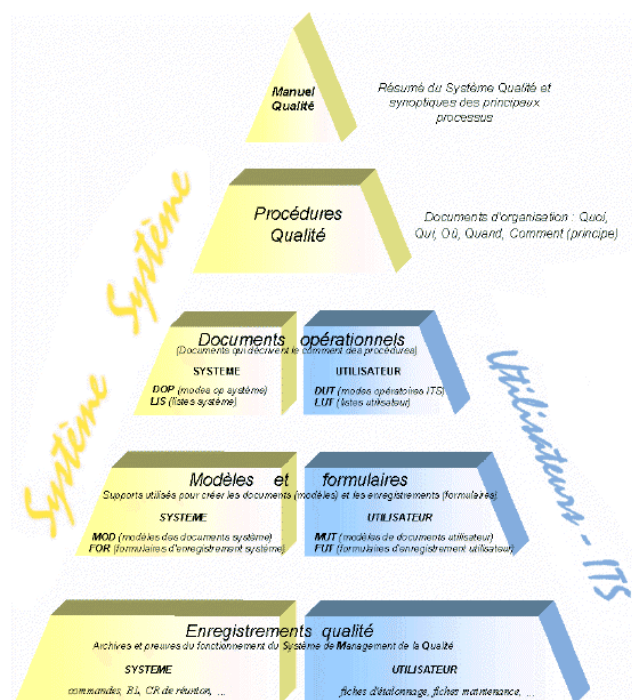 Manuel
Qualité
Résumé du Système Qualité et
synoptiques des principaux
processus
Système
Procédures
Qualité
Documents d'organisation : Quoi,
Qui, Où, Quand, Comment (principe)
Documents opérationnels
(Documents qui décrivent le comment des procédures)
SYSTEME
DOP (modes op système)
LIS (listes système)
UTILISATEUR
DUT (modes opératoires ITS)
LUT (listes utilisateur)
Système
Utilisateurs - ITS
Modèles et formulaires
Supports utilisés pour créer les documents (modèles) et les enregistrements (formulaires)
SYSTEME
MOD (modèles des documents système)
FOR (formulaires d'enregistrement système)
UTILISATEUR
MUT (modèles de documents utilisateur)
FUT (formulaires d'enregistrement utilisateur)
Enregistrements qualité
Archives et preuves du fonctionnement du Système de Management de la Qualité
SYSTEME
commandes, BL, CR de réunion, ...
UTILISATEUR
fiches d'étalonnage, fiches maintenance, ...